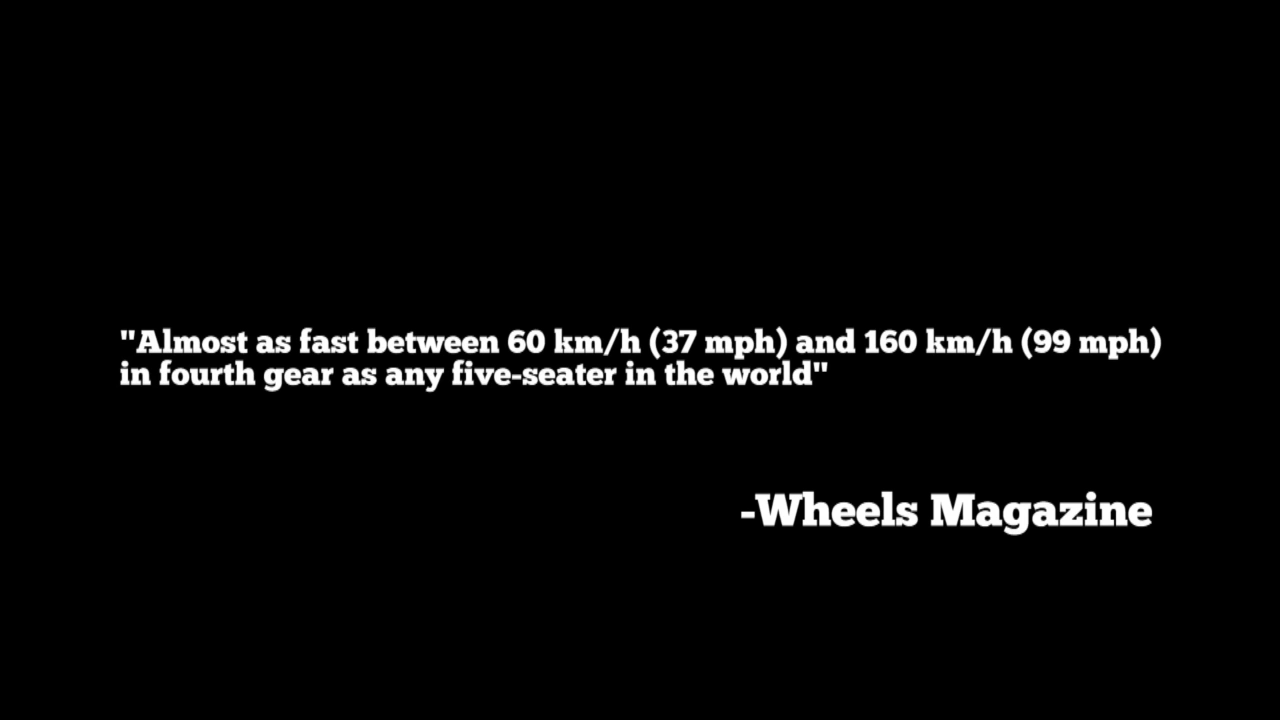 "Almost as fast between 60 km/h (37 mph) and 160 km/h (99 mph)
in fourth gear as any five-seater in the world"
-Wheels Magazine